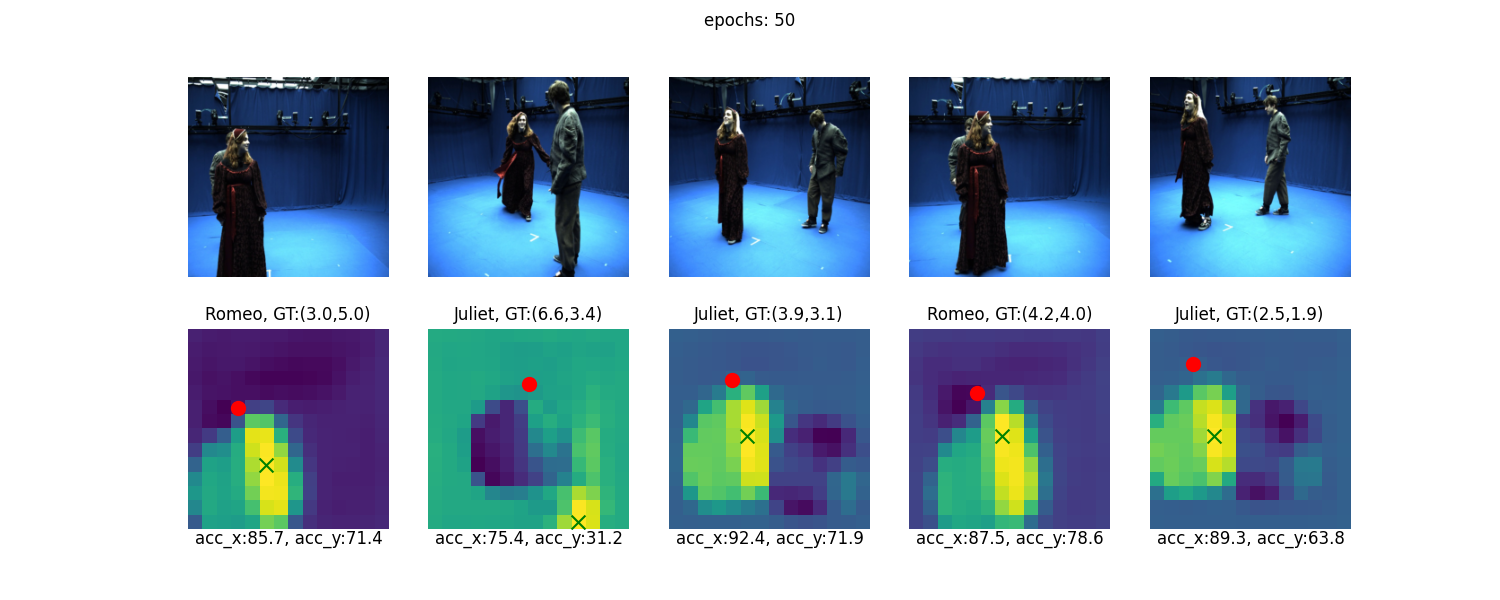 epochs: 50
Romeo, GT:(3.0,5.0)
Juliet, GT:(6.6,3.4)
Juliet, GT:(3.9,3.1)
Romeo, GT:(4.2,4.0)
Juliet, GT:(2.5,1.9)
acc_x:85.7, acc_y:71.4
acc_x:75.4, acc_y:31.2
acc_x:92.4, acc_y:71.9
acc_x:87.5, acc_y:78.6
acc_x:89.3, acc_y:63.8